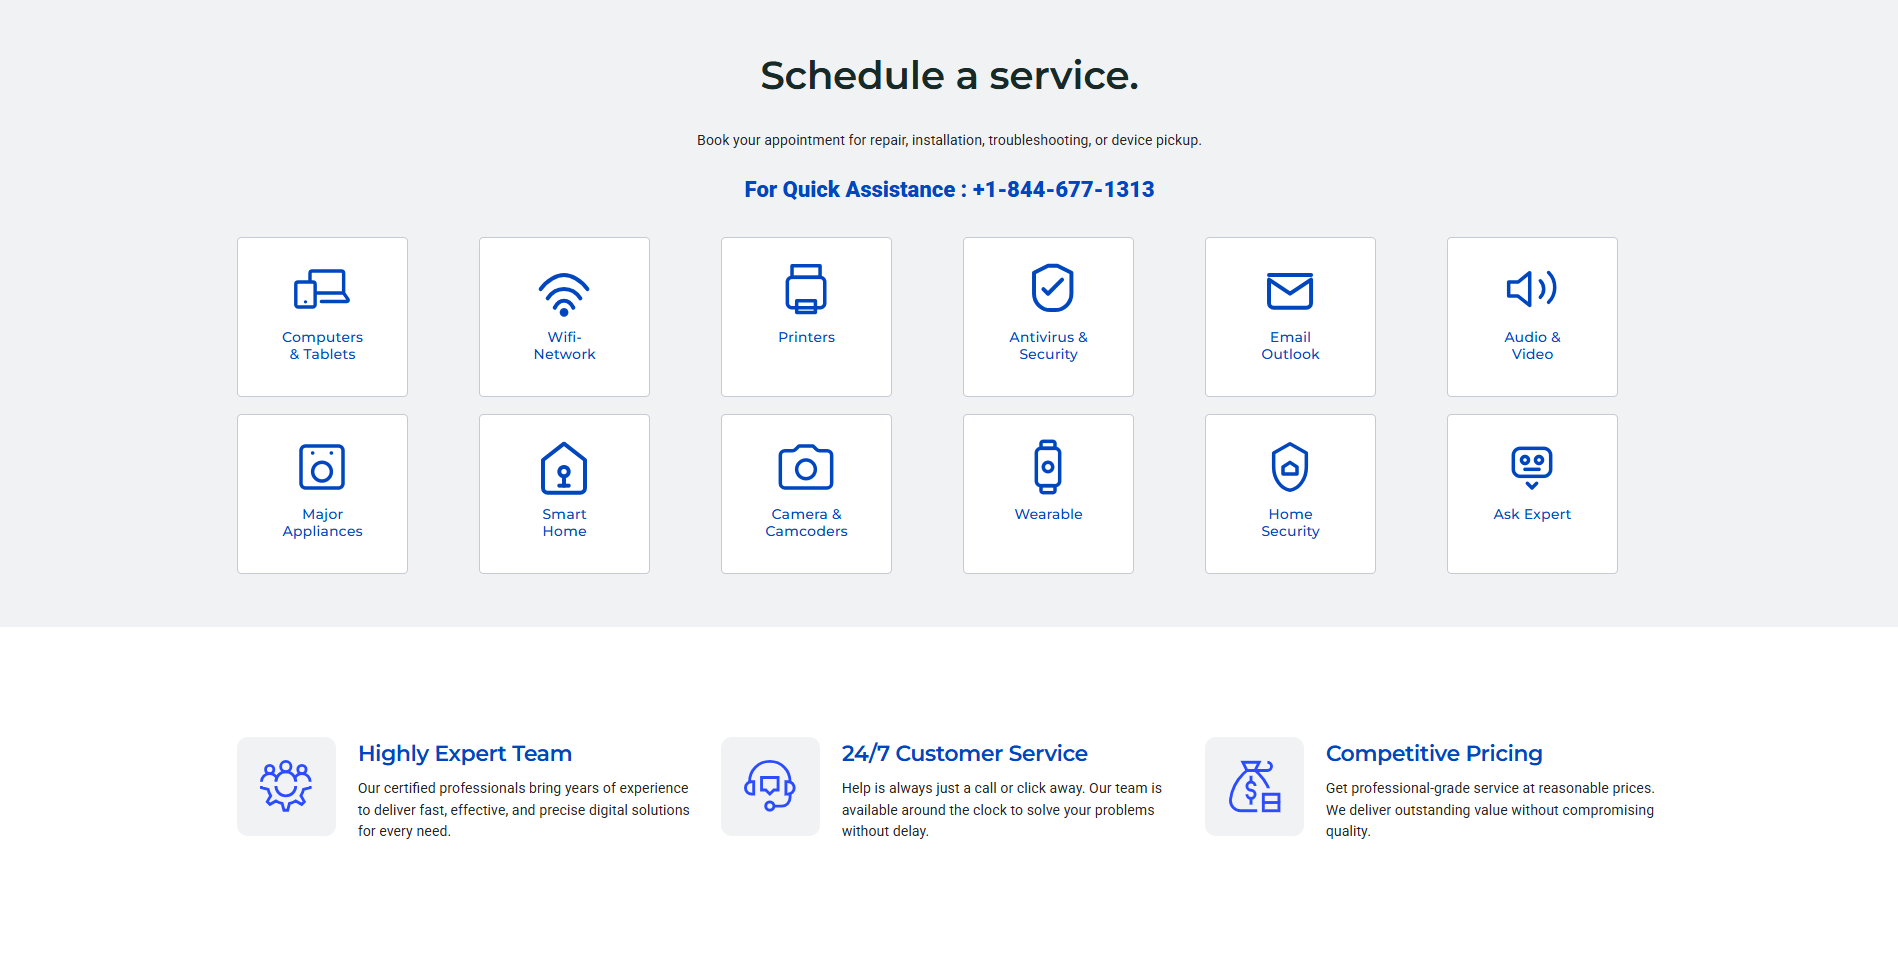 Schedule a service.
Book your appointment for repair, installation, troubleshooting, or device pickup.
For Quick Assistance : +1-844-677-1313
Computers
& Tablets
Wifi-
Network
Printers
Antivirus &
Security
Email
Outlook
Audio &
Video
Major
Appliances
Smart
Home
Camera &
Camcoders
Wearable
Home
Security
Ask Expert
Highly Expert Team
Our certified professionals bring years of experience
to deliver fast, effective, and precise digital solutions
for every need.
24/7 Customer Service
Help is always just a call or click away. Our team is
available around the clock to solve your problems
without delay.
Competitive Pricing
Get professional-grade service at reasonable prices.
We deliver outstanding value without compromising
quality.